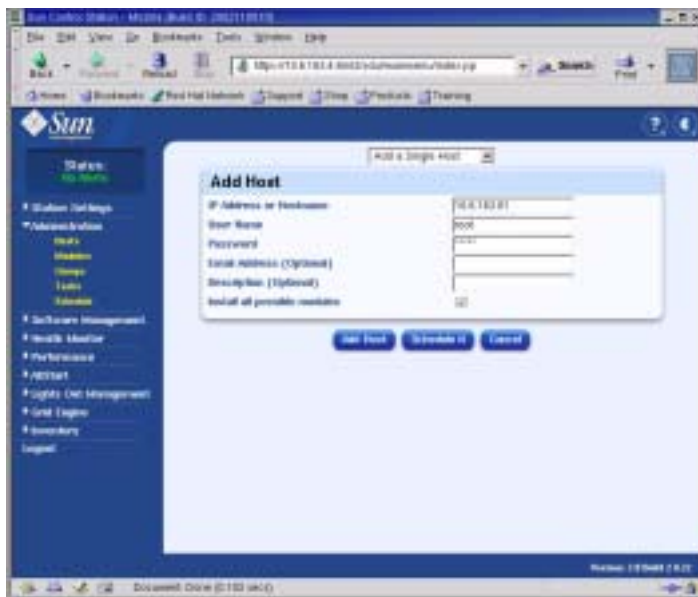 Sun Control Station - Mozilla
File Edit View Go Bookmarks Tools Window Help
Back Forward Reload Stop Search Print
Home Bookmarks Red Hat Network Support Shop Products Training
Sun
Status:
No Alerts
Station Settings
Administration
Hosts
Modules
Groups
Tasks
Schedule
Software Management
Health Monitor
Performance
AllStart
Lights Out Management
Grid Engine
Inventory
Logout
Add a Single Host
Add Host
IP Address or Hostname
User Name root
Password
Email Address (Optional)
Description (Optional)
Install all possible modules
Add Host Schedule it Cancel
Document: Done